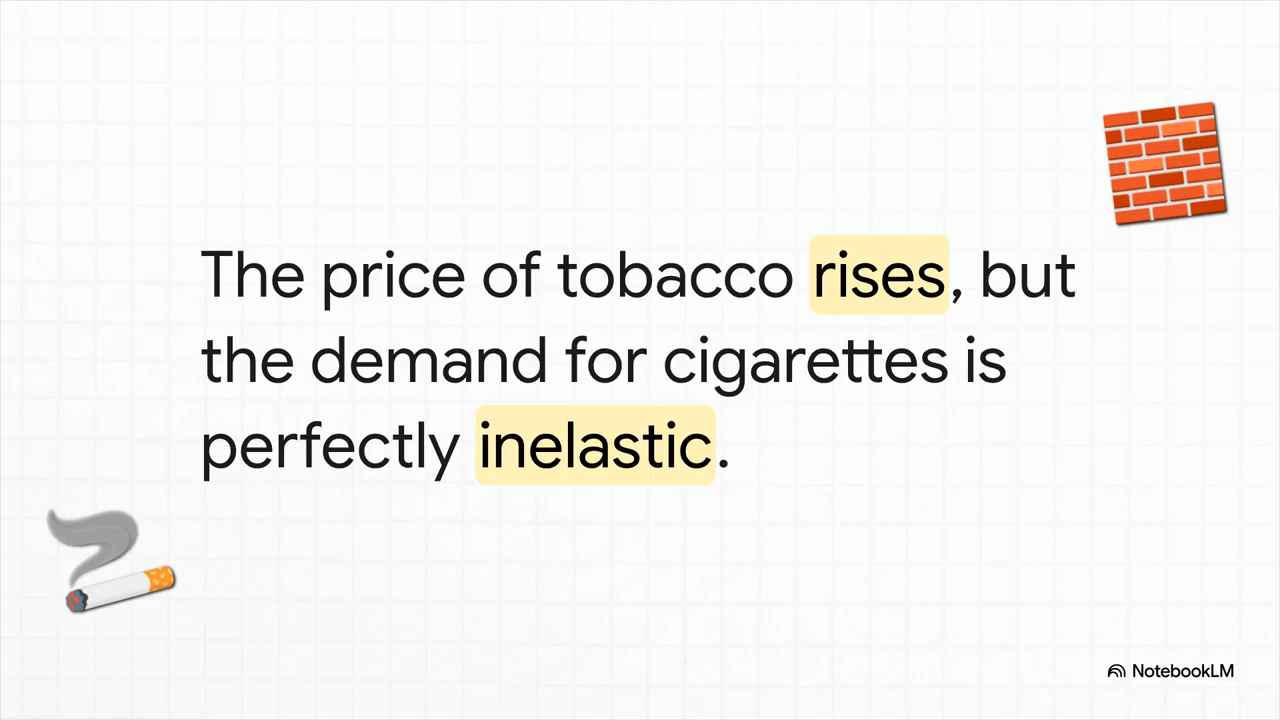 The price of tobacco rises, but
the demand for cigarettes is
perfectly inelastic.
NotebookLM